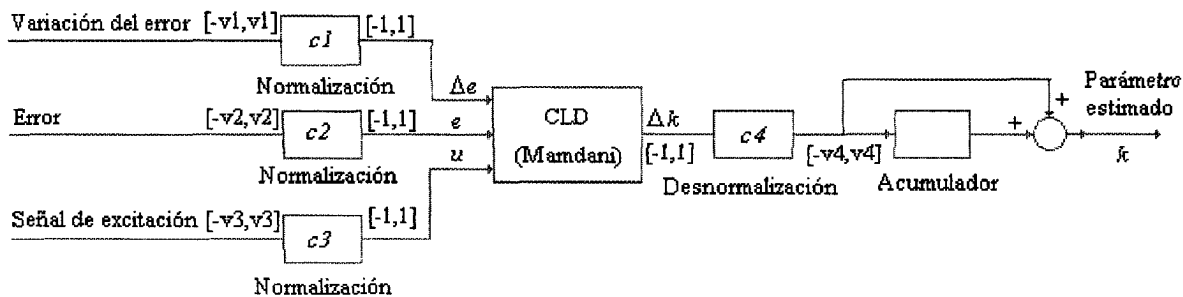 Variación del error [-v1,v1] c1 [-1,1]
Normalización
Δe
Error [-v2,v2] c2 [-1,1] e
Normalización
u
Señal de excitación [-v3,v3] c3 [-1,1]
Normalización
CLD
(Mamdani)
Δk
[-1,1]
c4
Desnormalización
[-v4,v4]
Acumulador
+
+
Parámetro
estimado
k